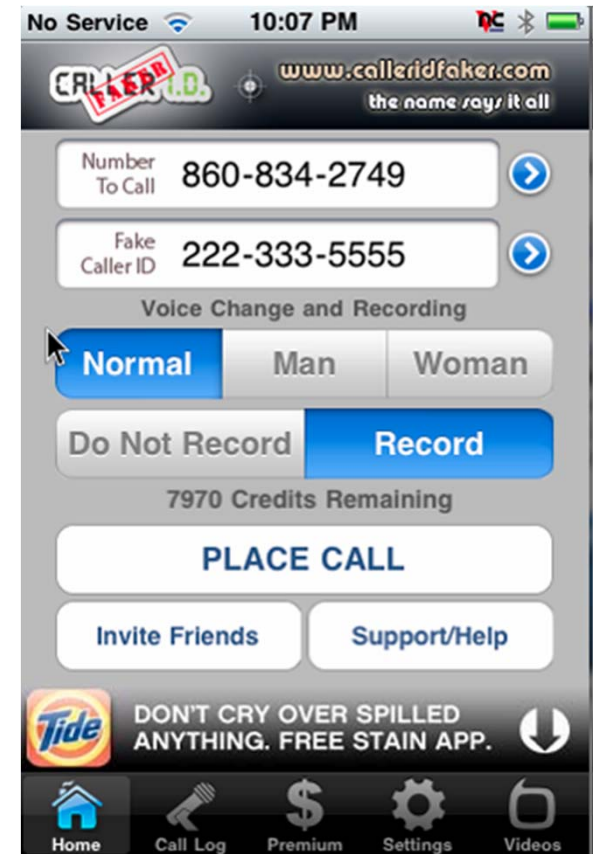 No Service 10:07 PM
CALLER I.D.
FAKER
www.calleridfaker.com
the name says it all
Number To Call 860-834-2749
Fake Caller ID 222-333-5555
Voice Change and Recording
Normal Man Woman
Do Not Record Record
7970 Credits Remaining
PLACE CALL
Invite Friends Support/Help
Tide DON'T CRY OVER SPILLED
ANYTHING. FREE STAIN APP.
Home Call Log Premium Settings Videos